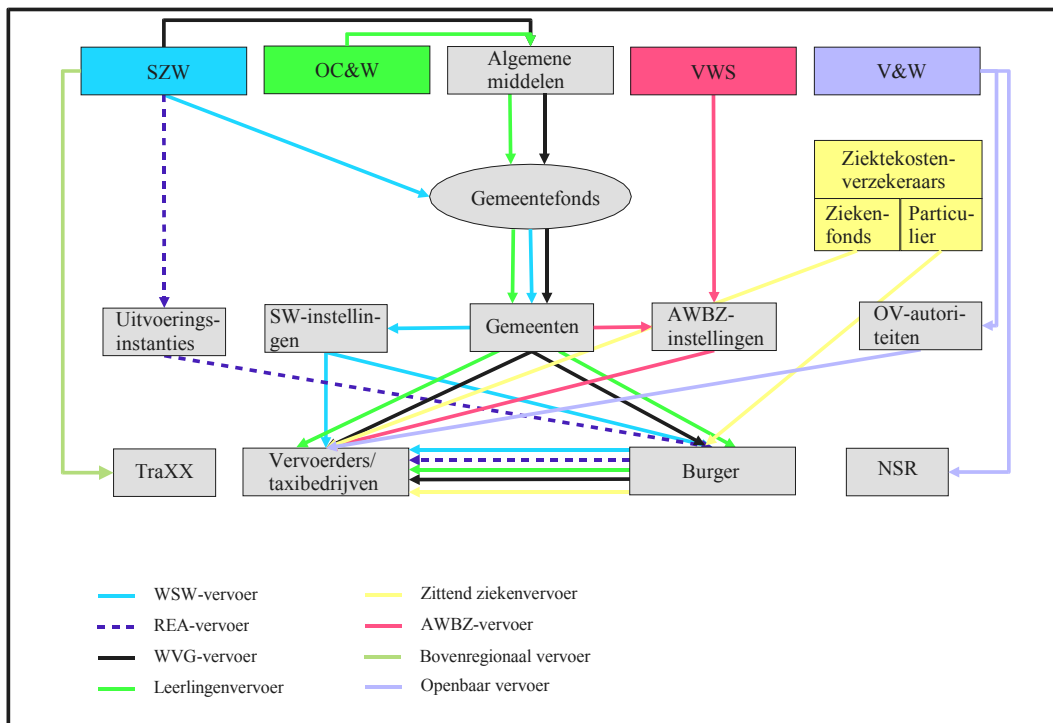 SZW
OC&W
Algemene
middelen
VWS
V&W
Ziektekosten-
verzekeraars
Zieken-
fonds
Particu-
lier
Gemeentefonds
Uitvoerings-
instanties
SW-instellin-
gen
Gemeenten
AWBZ-
instellingen
OV-autori-
teiten
TraXX
Vervoerders/
taxibedrijven
Burger
NSR
WSW-vervoer
REA-vervoer
WVG-vervoer
Leerlingenvervoer
Zittend ziekenvervoer
AWBZ-vervoer
Bovenregionaal vervoer
Openbaar vervoer